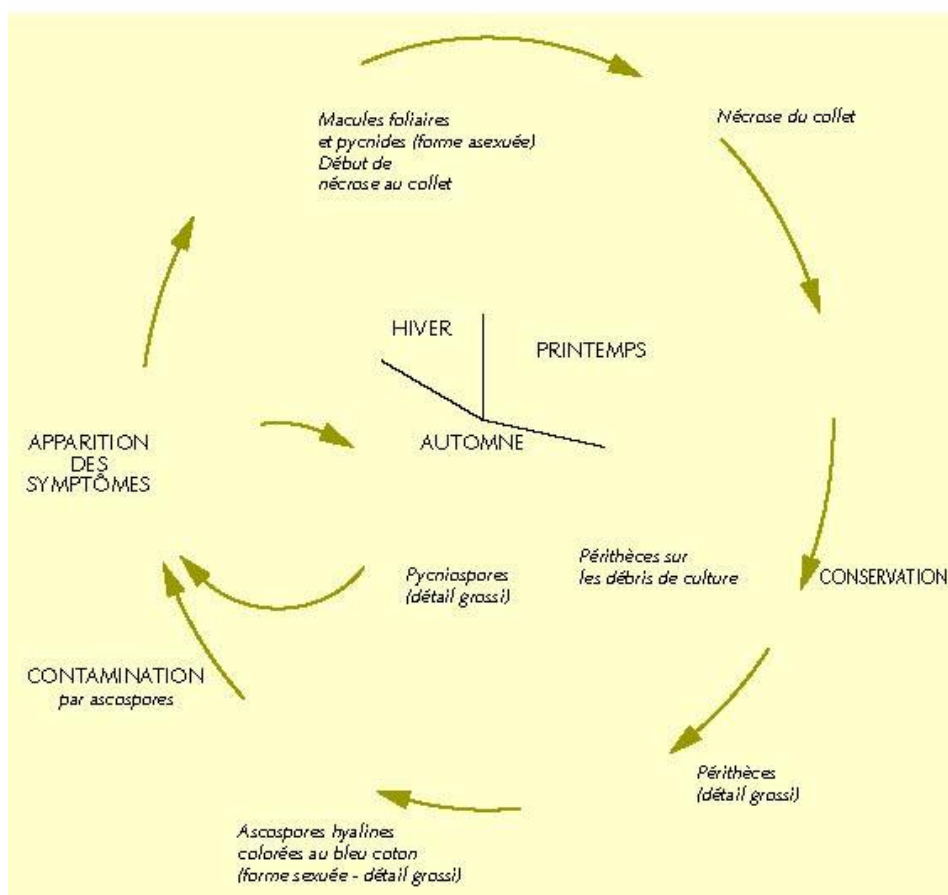 Macules foliaires
et pycnides (forme asexuée)
Début de
nécrose au collet
Nécrose du collet
HIVER
PRINTEMPS
AUTOMNE
APPARITION
DES
SYMPTÔMES
Pycniospores
(détail grossi)
Périthèces sur
les débris de culture
CONSERVATION
CONTAMINATION
par ascospores
Périthèces
(détail grossi)
Ascospores hyalines
colorées au bleu coton
(forme sexuée - détail grossi)